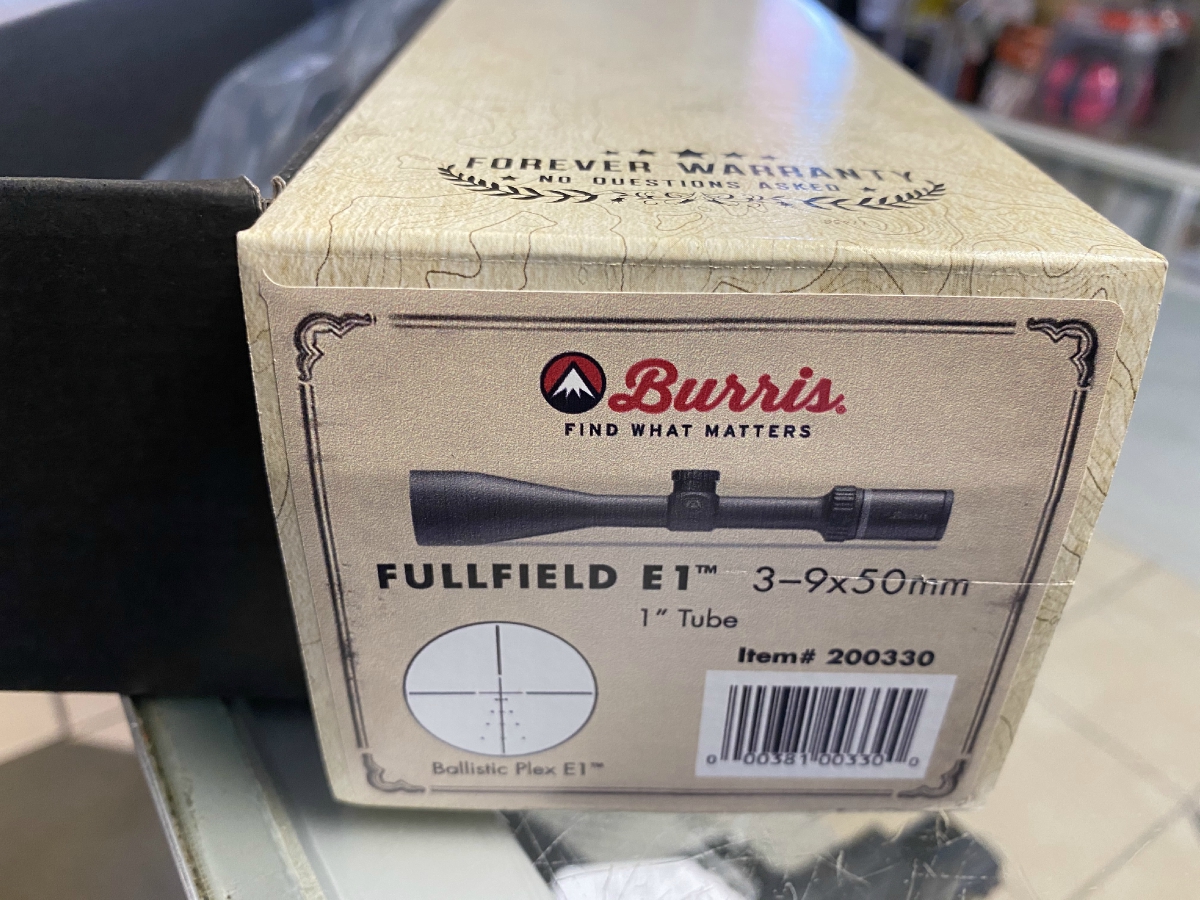 FOREVER WARRANTY
NO QUESTIONS ASKED
Burris.
FIND WHAT MATTERS
FULLFIELD E1™ 3-9x50mm
1" Tube
Item# 200330
0 00381 00330 0
Ballistic Plex E1™